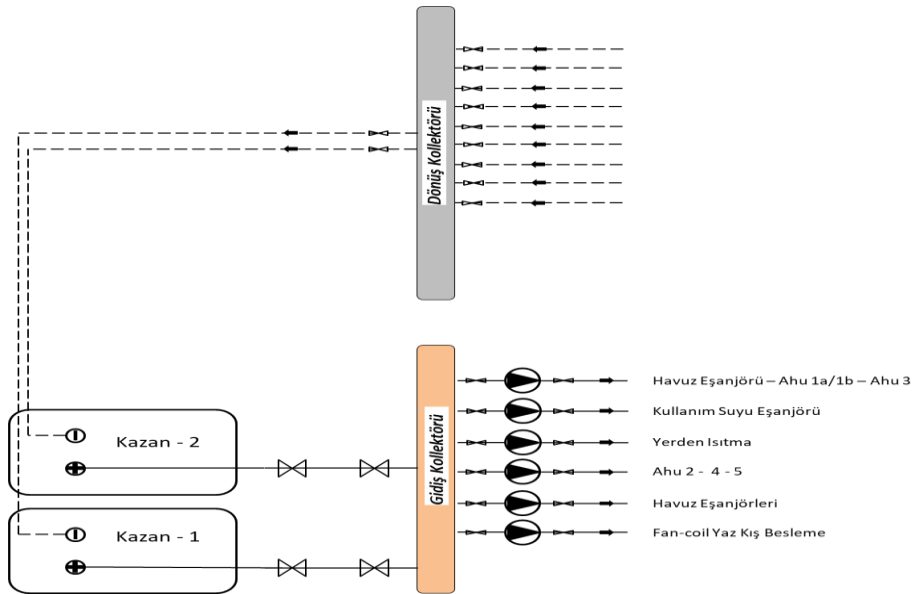 Dönüş Kollektörü
Gidiş Kollektörü
Havuz Eşanjörü – Ahu 1a/1b – Ahu 3
Kullanım Suyu Eşanjörü
Yerden Isıtma
Ahu 2 - 4 - 5
Havuz Eşanjörleri
Fan-coil Yaz Kış Besleme
Kazan - 2
Kazan - 1